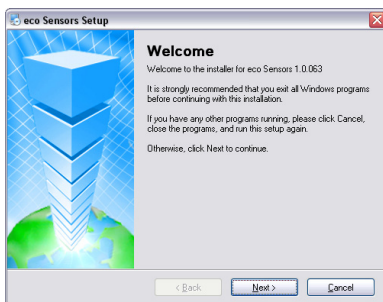 eco Sensors Setup
Welcome
Welcome to the installer for eco Sensors 1.0.063
It is strongly recommended that you exit all Windows programs
before continuing with this installation.
If you have any other programs running, please click Cancel,
close the programs, and run this setup again.
Otherwise, click Next to continue.
< Back
Next >
Cancel